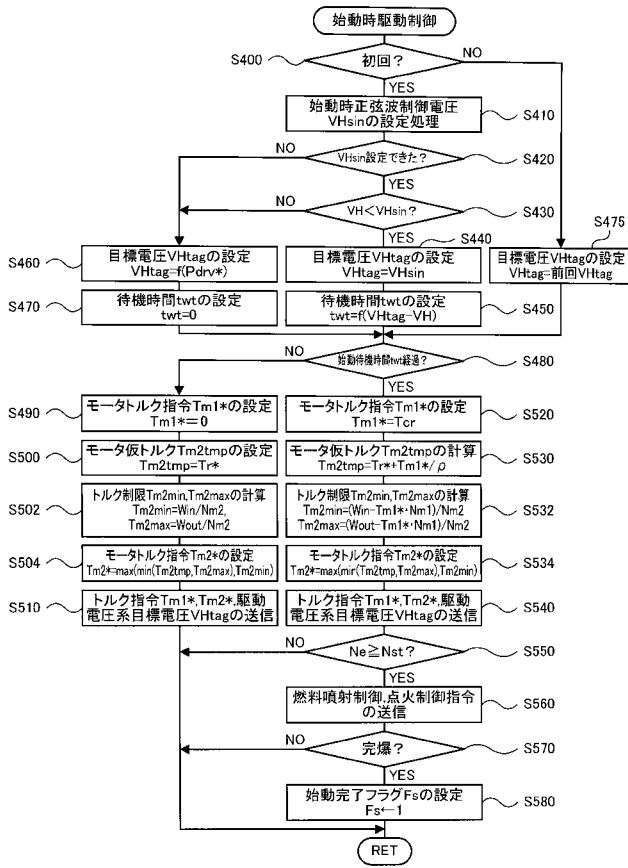 始動時駆動制御
S400
初回？
NO
YES
始動時正弦波制御電圧
VHsinの設定処理
S410
NO
VHsin設定できた？
S420
YES
NO
VH＜VHsin？
S430
YES
S440
S475
S460
目標電圧VHtagの設定
VHtag=f(Pdrv*)
目標電圧VHtagの設定
VHtag=VHsin
目標電圧VHtagの設定
VHtag=前回VHtag
S470
待機時間twtの設定
twt=0
待機時間twtの設定
twt=f(VHtag-VH)
S450
NO
始動待機時間twt経過？
S480
YES
S490
モータトルク指令Tm1*の設定
Tm1*=0
モータトルク指令Tm1*の設定
Tm1*=Tcr
S520
S500
モータ仮トルクTm2tmpの設定
Tm2tmp=Tr*
モータ仮トルクTm2tmpの計算
Tm2tmp=Tr*+Tm1*/ρ
S530
S502
トルク制限Tm2min,Tm2maxの計算
Tm2min=Win/Nm2,
Tm2max=Wout/Nm2
トルク制限Tm2min,Tm2maxの計算
Tm2min=(Win-Tm1*･Nm1)/Nm2
Tm2max=(Wout-Tm1*･Nm1)/Nm2
S532
S504
モータトルク指令Tm2*の設定
Tm2*=max(min(Tm2tmp,Tm2max),Tm2min)
モータトルク指令Tm2*の設定
Tm2*=max(min(Tm2tmp,Tm2max),Tm2min)
S534
S510
トルク指令Tm1*,Tm2*,駆動
電圧系目標電圧VHtagの送信
トルク指令Tm1*,Tm2*,駆動
電圧系目標電圧VHtagの送信
S540
NO
Ne≧Nst？
S550
YES
燃料噴射制御,点火制御指令
の送信
S560
NO
完爆？
S570
YES
始動完了フラグFsの設定
Fs←1
S580
RET